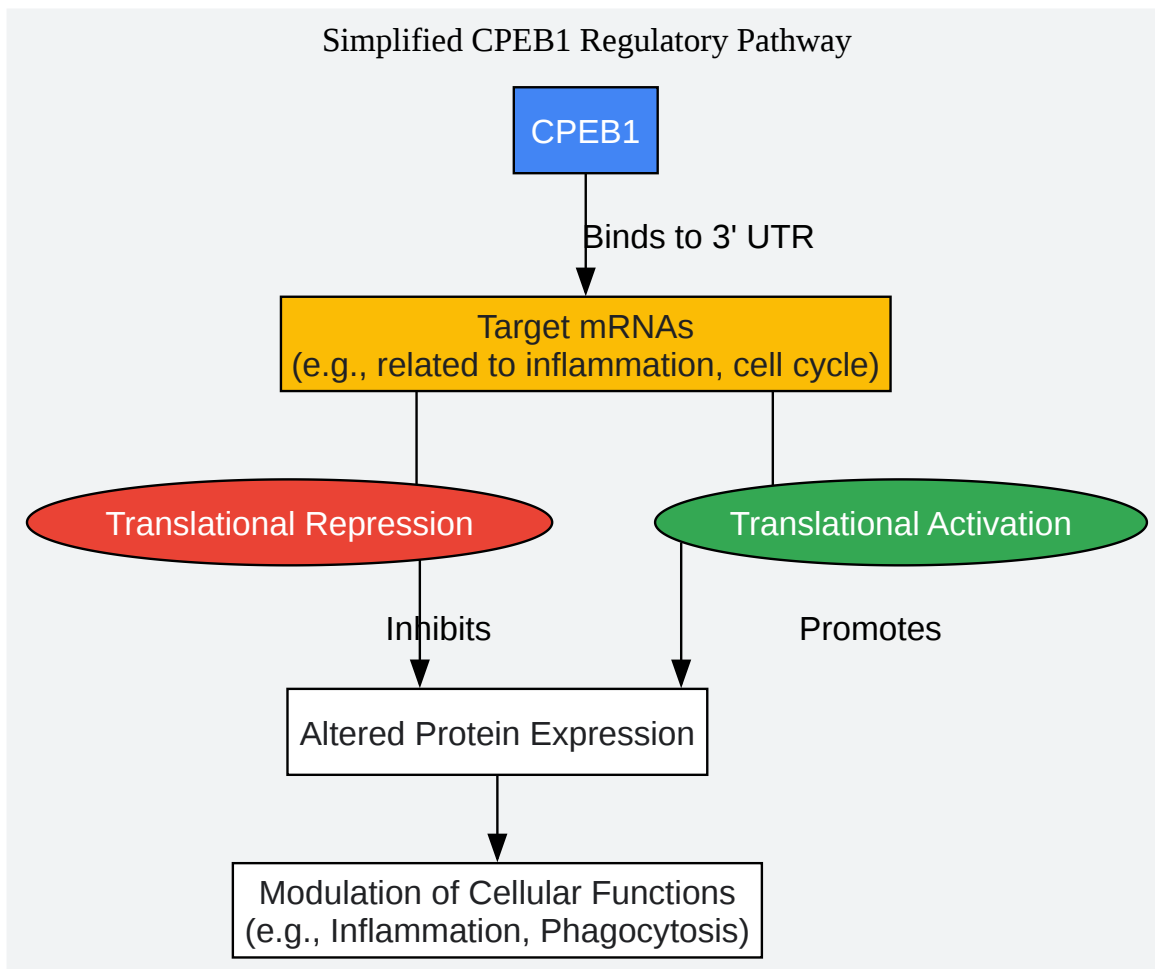 Simplified CPEB1 Regulatory Pathway
CPEB1
Binds to 3' UTR
Target mRNAs
(e.g., related to inflammation, cell cycle)
Translational Repression
Translational Activation
Inhibits
Promotes
Altered Protein Expression
Modulation of Cellular Functions
(e.g., Inflammation, Phagocytosis)